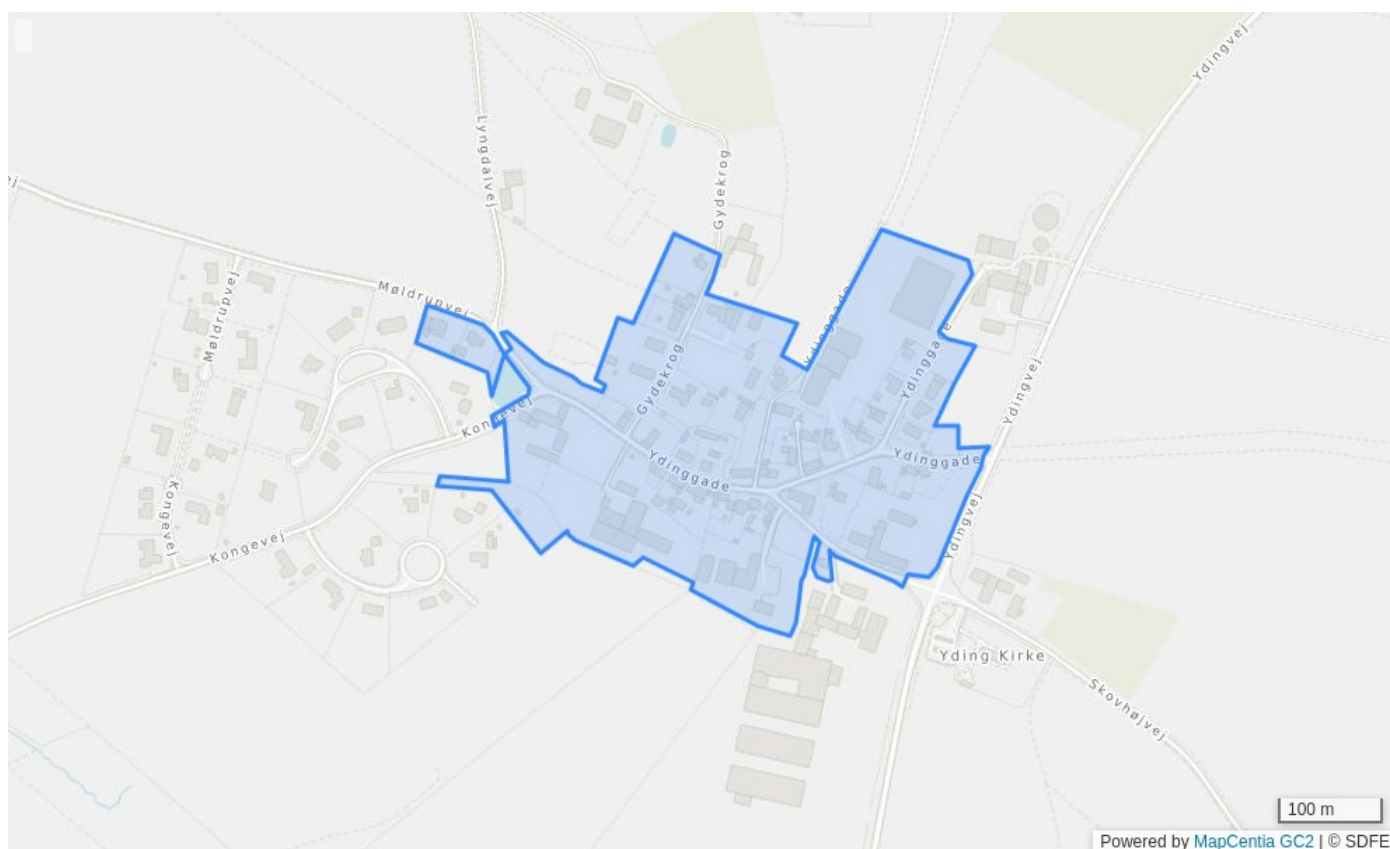 Ydingvej
Lyngdalvej
Gydekrog
ej
Møldrupvej
Møldrupvej
Ydinggade
Ydinggade
Gydekrog
Ydingvej
Kongevej
Ydinggade
Ydinggade
Kongevej
Kongevej
Ydingvej
Yding Kirke
Skovhøjvej
100 m
Powered by MapCentia GC2 | © SDFE